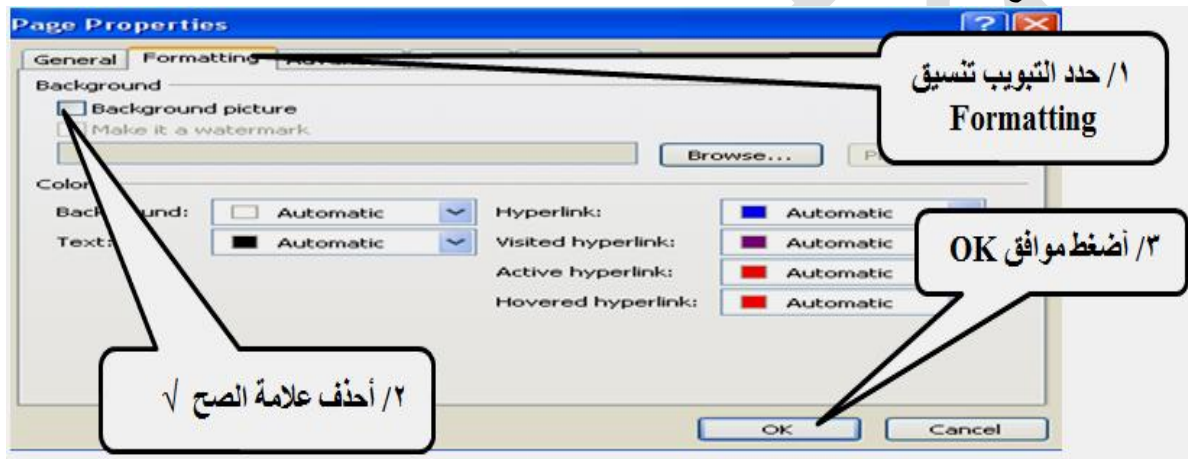 Page Properties
General Formatting
١/ حدد التبويب تنسيق
Formatting
Background
Background picture
Make it a watermark
Browse...
Background: Automatic Hyperlink: Automatic
Text: Automatic Visited hyperlink: Automatic
Active hyperlink: Automatic
Hovered hyperlink: Automatic
٣/ أضغط موافق OK
٢/ أحذف علامة الصح √
OK Cancel